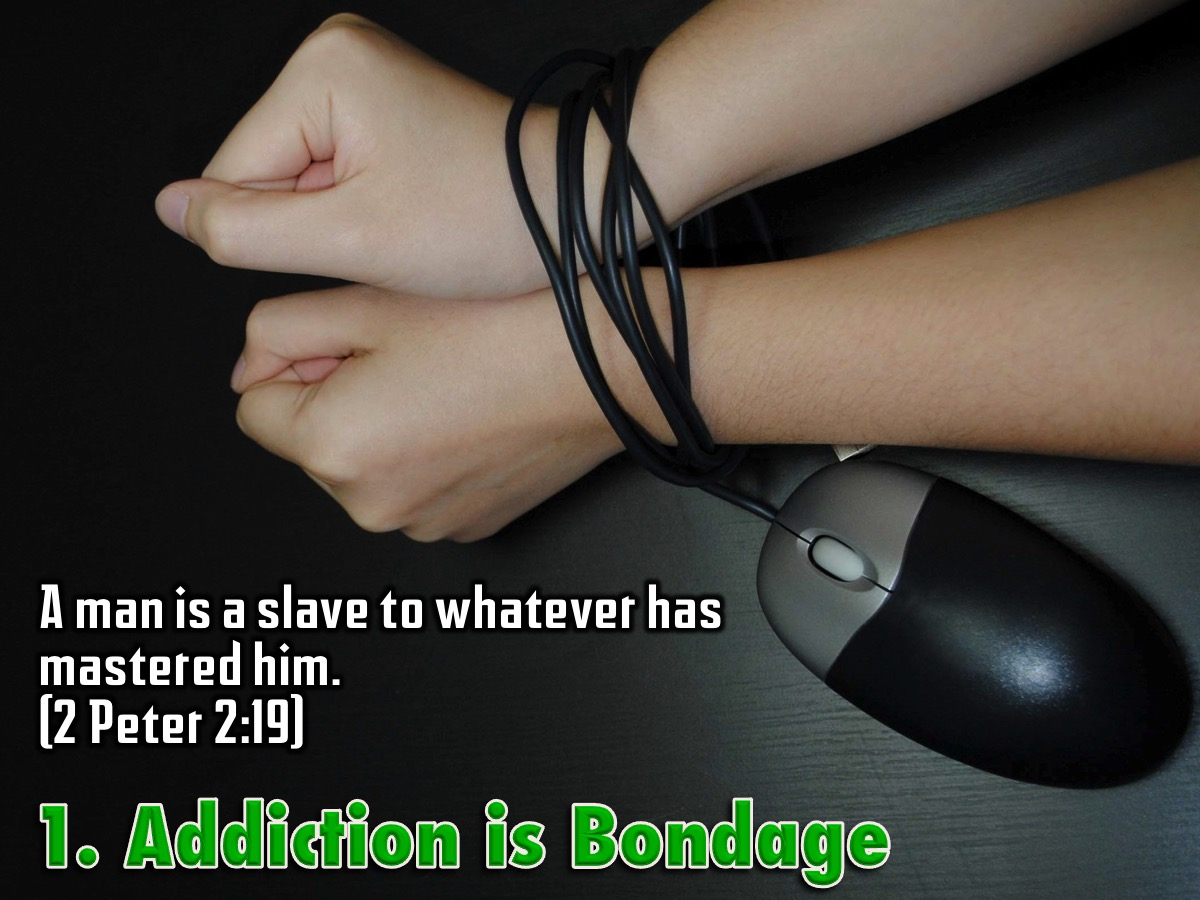 A man is a slave to whatever has
mastered him.
(2 Peter 2:19)
1. Addiction is Bondage